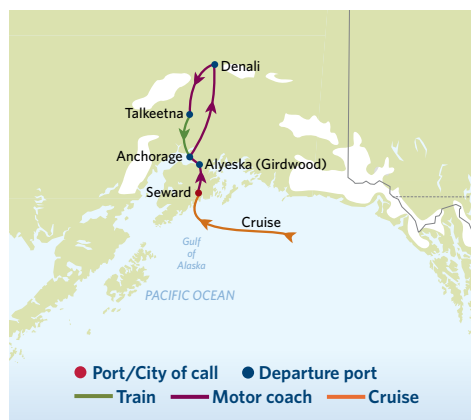 Denali
Talkeetna
Anchorage
Alyeska (Girdwood)
Seward
Cruise
Gulf
of
Alaska
PACIFIC OCEAN
Port/City of call
Departure port
Train
Motor coach
Cruise